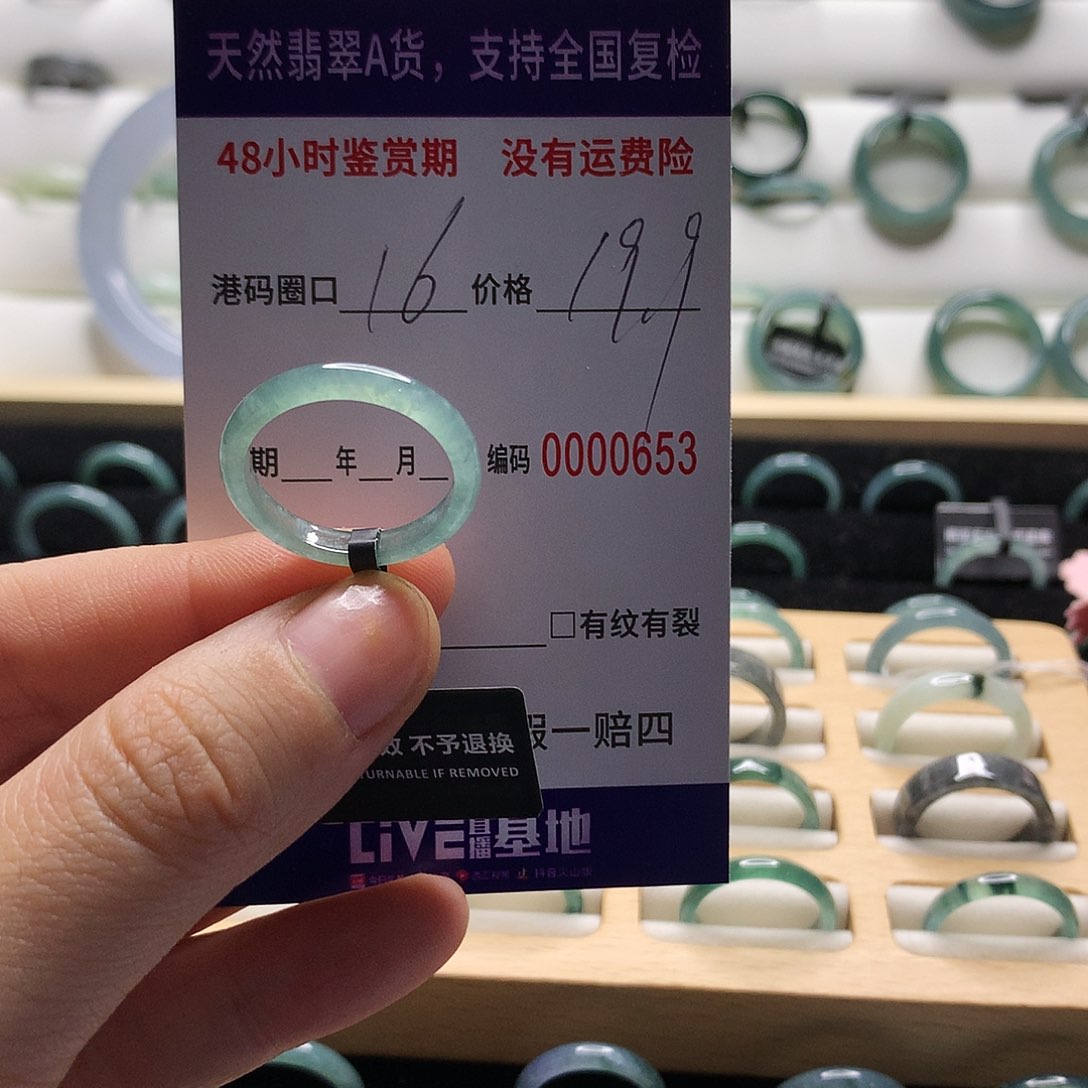 天然翡翠A货，支持全国复检
48小时鉴赏期 没有运费险
港码圈口 16 价格 19.9
期___年__月__ 编码 0000653
□有纹有裂
假一赔四
不予退换
TURNABLE IF REMOVED
LiVE直播基地